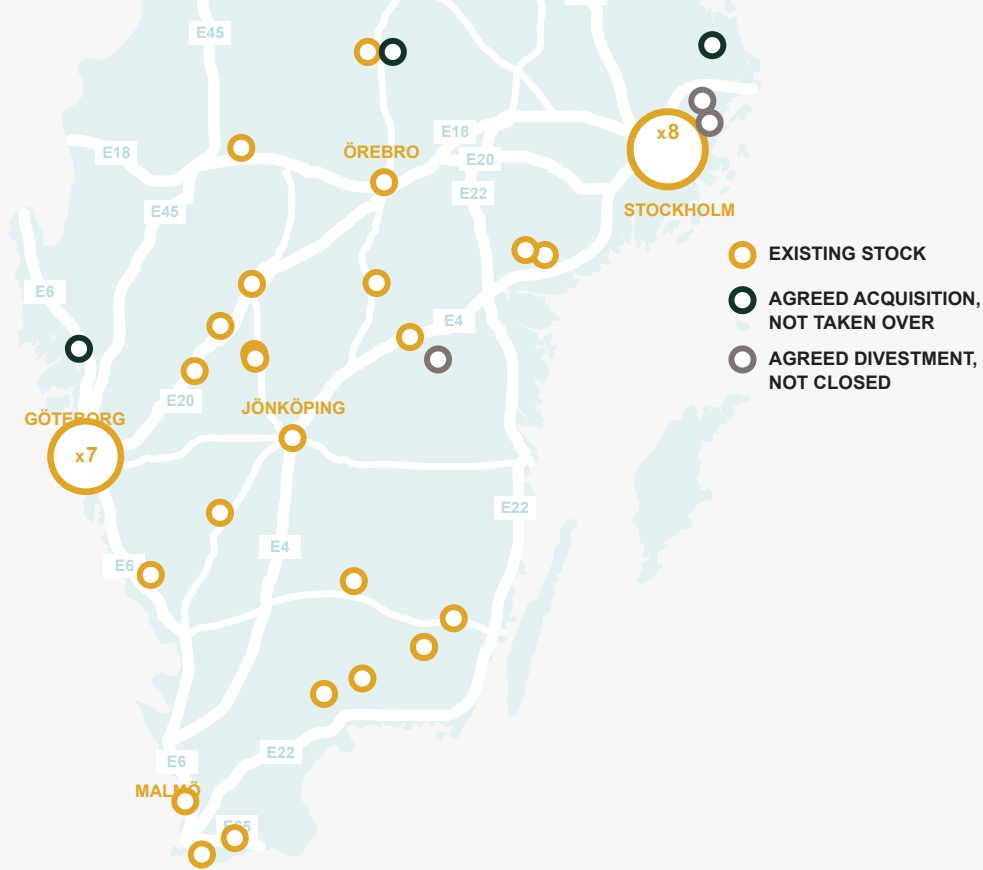 E45
E18
ÖREBRO
E18
x8
E20
E22
E45
STOCKHOLM
EXISTING STOCK
E6
AGREED ACQUISITION,
NOT TAKEN OVER
E4
AGREED DIVESTMENT,
NOT CLOSED
E20
JÖNKÖPING
GÖTEBORG
x7
E22
E4
E6
E22
E6
MALMÖ
E65